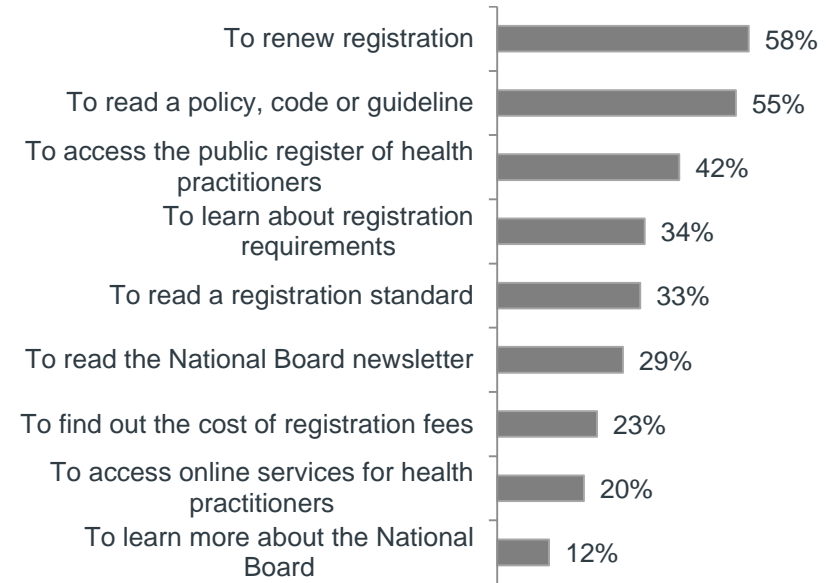 To renew registration 58%
To read a policy, code or guideline 55%
To access the public register of health
practitioners 42%
To learn about registration
requirements 34%
To read a registration standard 33%
To read the National Board newsletter 29%
To find out the cost of registration fees 23%
To access online services for health
practitioners 20%
To learn more about the National
Board 12%